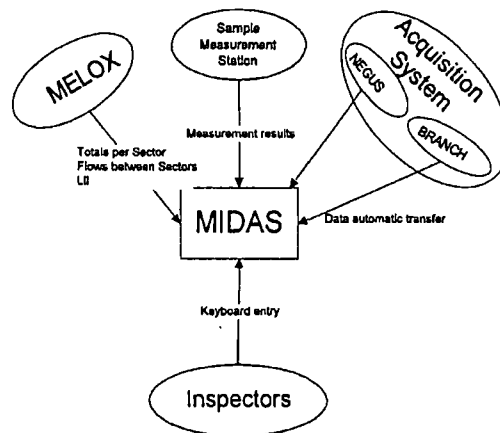 Sample
Measurement
Station
MELOX
Acquisition
System
NEGUS
BRANCH
Measurement results
Totals per Sector
Flows between Sectors
LII
MIDAS
Data automatic transfer
Keyboard entry
Inspectors